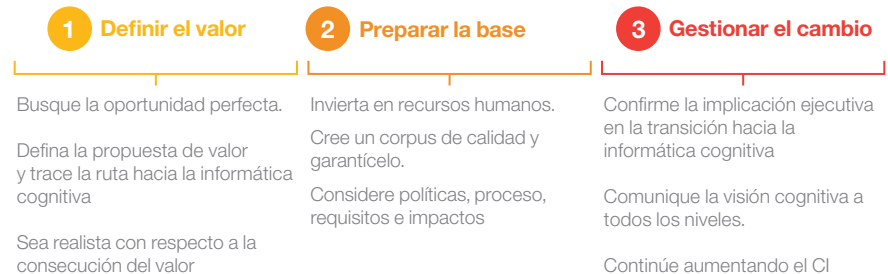 1 Definir el valor
Busque la oportunidad perfecta.
Defina la propuesta de valor
y trace la ruta hacia la informática
cognitiva
Sea realista con respecto a la
consecución del valor
2 Preparar la base
Invierta en recursos humanos.
Cree un corpus de calidad y
garantícelo.
Considere políticas, proceso,
requisitos e impactos
3 Gestionar el cambio
Confirme la implicación ejecutiva
en la transición hacia la
informática cognitiva
Comunique la visión cognitiva a
todos los niveles.
Continúe aumentando el CI